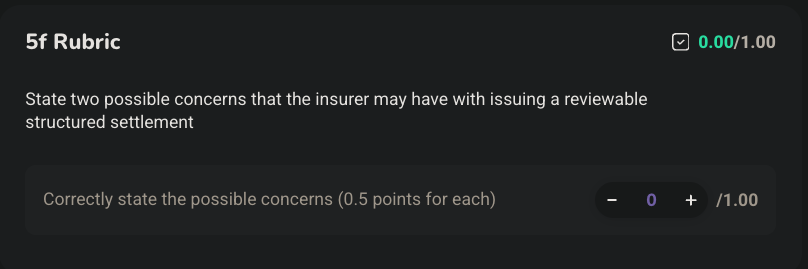 5f Rubric
0.00/1.00
State two possible concerns that the insurer may have with issuing a reviewable
structured settlement
Correctly state the possible concerns (0.5 points for each)
− 0 + /1.00